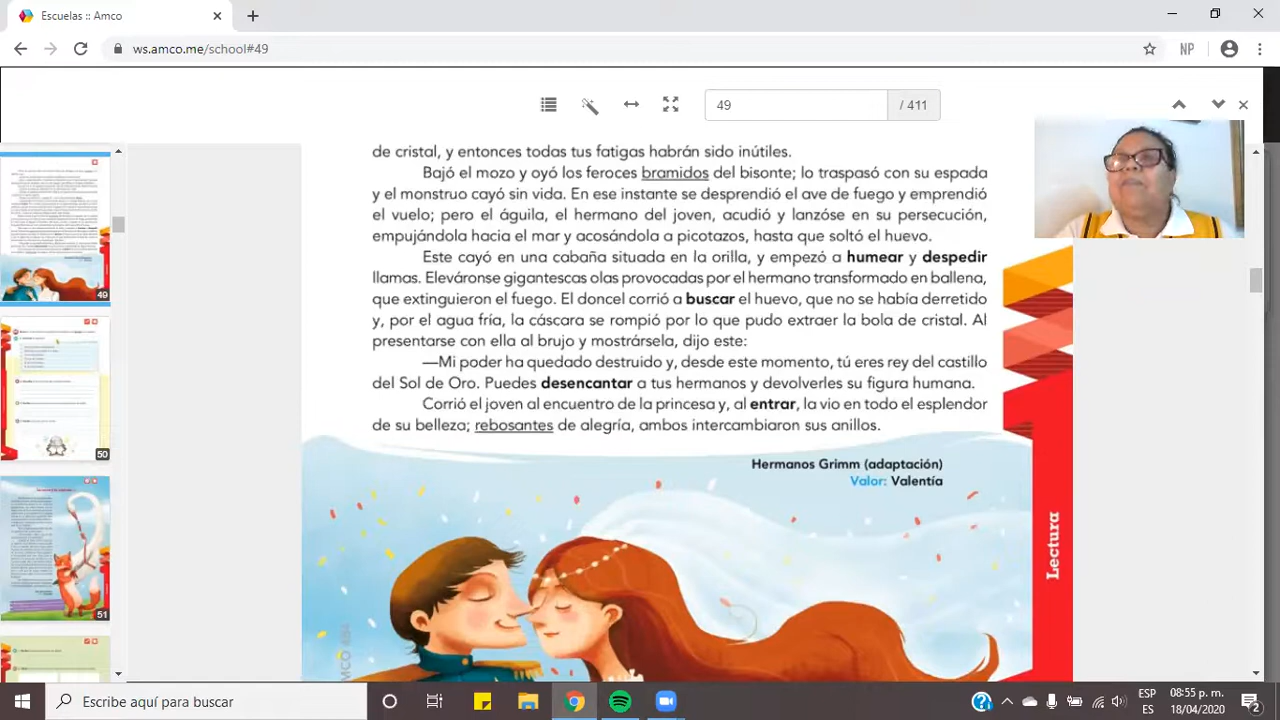 Escuelas :: Amco
ws.amco.me/school#49
NP
49 / 411
de cristal, y entonces todas tus fatigas habrán sido inútiles.
Bajó el mozo y oyó los feroces bramidos del bisonte; lo traspasó con su espada
y el monstruo cayó sin vida. En ese instante se desprendió el ave de fuego y emprendió
el vuelo; pero el águila, el hermano del joven, acudió y lanzóse en su persecución,
empujándola hacia el mar y acosándola a picotazos hasta que soltó el huevo.
Este cayó en una cabaña situada en la orilla, y empezó a humear y despedir
llamas. Eleváronse gigantescas olas provocadas por el hermano transformado en ballena,
que extinguieron el fuego. El doncel corrió a buscar el huevo, que no se había derretido
y, por el agua fría, la cáscara se rompió por lo que pudo extraer la bola de cristal. Al
presentarse con ella al brujo y mostrársela, dijo este:
—Mi poder ha quedado destruido y, desde este momento, tú eres rey del castillo
del Sol de Oro. Puedes desencantar a tus hermanos y devolverles su figura humana.
Corrió el joven al encuentro de la princesa y, al entrar, la vio en todo el esplendor
de su belleza; rebosantes de alegría, ambos intercambiaron sus anillos.
Hermanos Grimm (adaptación)
Valor: Valentía
Lectura
49
50
51
Escribe aquí para buscar
ESP
ES
08:55 p. m.
18/04/2020
2